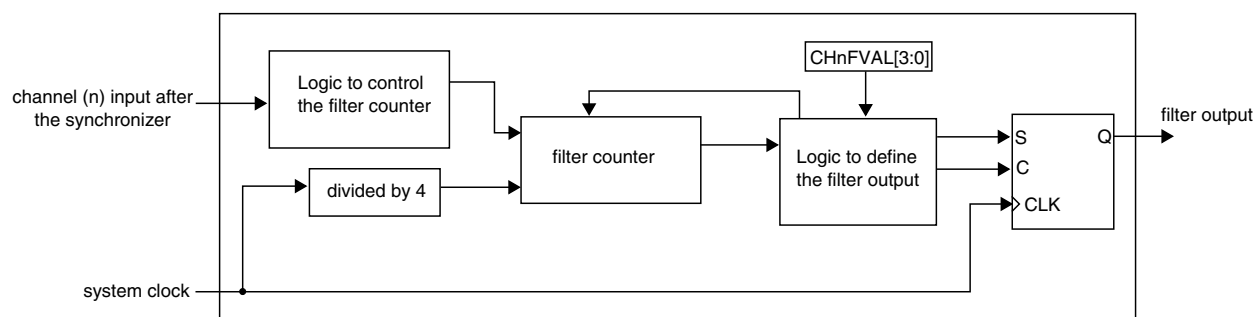 CHnFVAL[3:0]
Logic to control
the filter counter
channel (n) input after
the synchronizer
filter output
S
Q
filter counter
Logic to define
the filter output
C
divided by 4
CLK
system clock